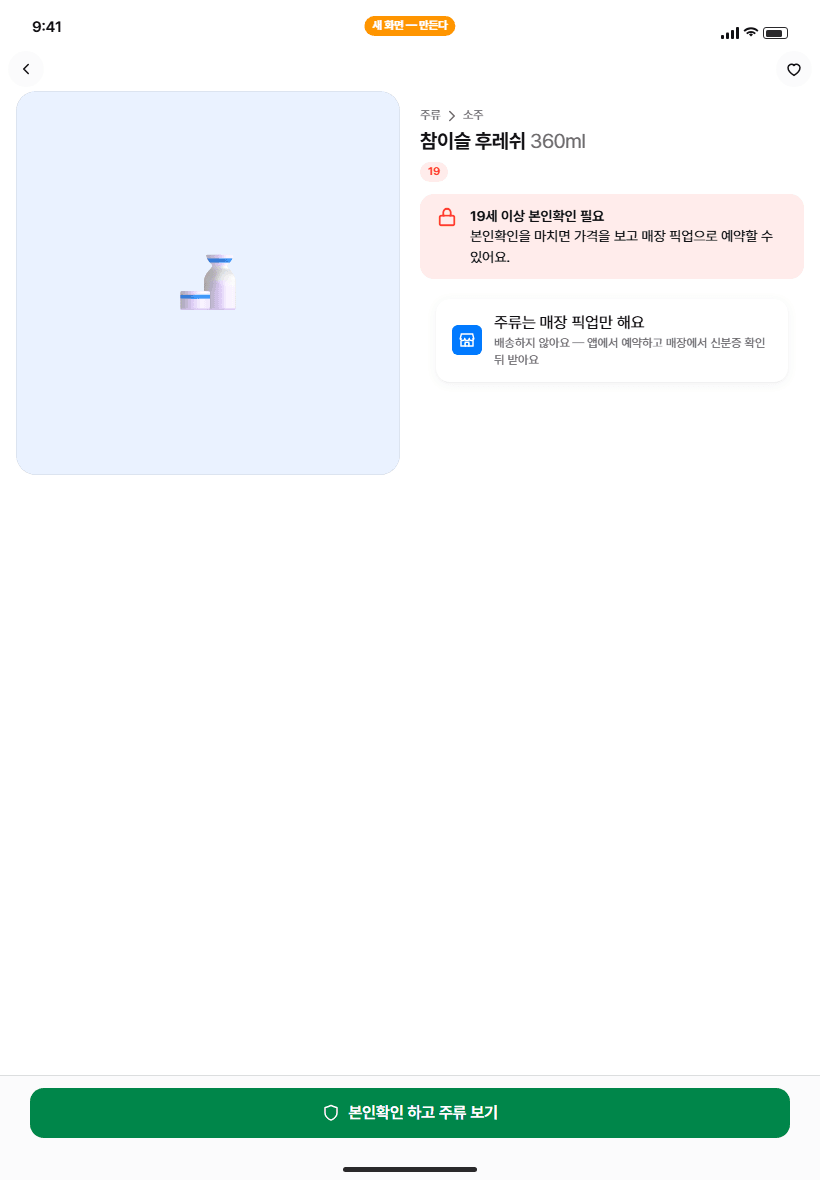 9:41
새 화면 — 만든다
주류 > 소주
참이슬 후레쉬 360ml
19
19세 이상 본인확인 필요
본인확인을 마치면 가격을 보고 매장 픽업으로 예약할 수
있어요.
주류는 매장 픽업만 해요
배송하지 않아요 — 앱에서 예약하고 매장에서 신분증 확인
뒤 받아요
본인확인 하고 주류 보기